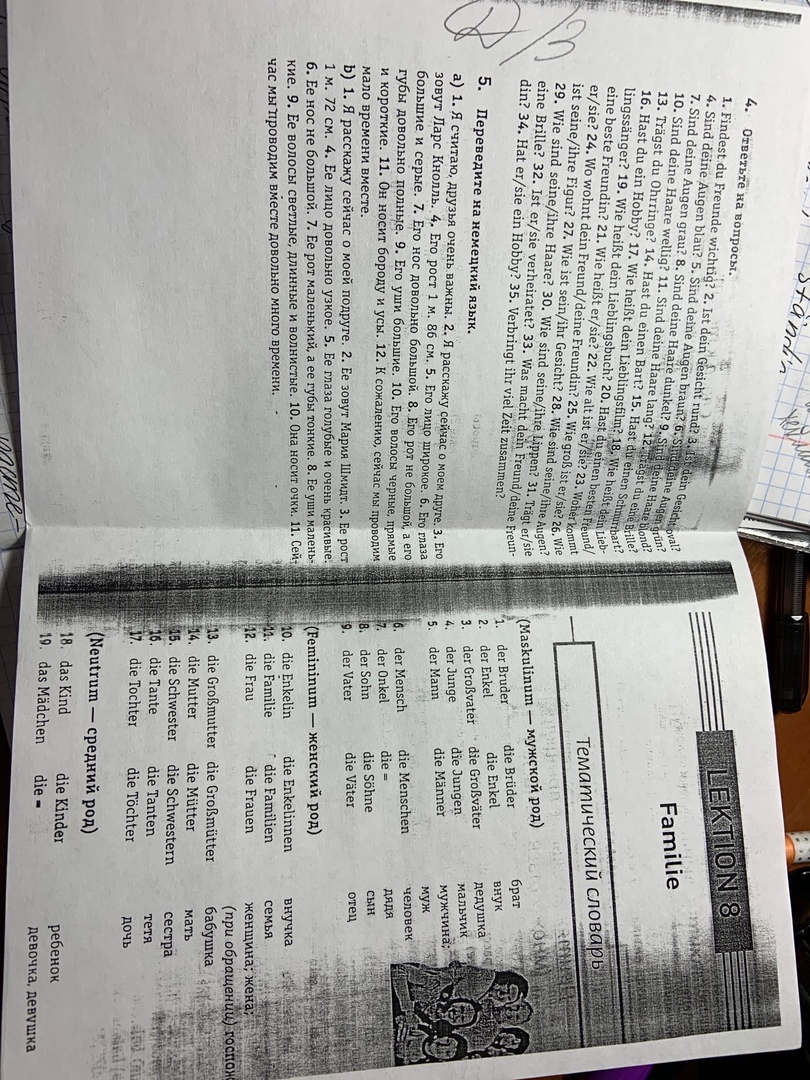 ständig
4. Ответьте на вопросы.
1. Findest du Freunde wichtig? 2. Ist dein Gesicht rund? 3. Ist dein Gesicht oval?
4. Sind deine Augen blau? 5. Sind deine Augen braun? 6. Sind deine Augen grün?
7. Sind deine Augen grau? 8. Sind deine Haare dunkel? 9. Sind deine Haare blond?
10. Sind deine Haare wellig? 11. Sind deine Haare lang? 12. Trägst du eine Brille?
13. Trägst du Ohrringe? 14. Hast du einen Bart? 15. Hast du einen Schnurrbart?
16. Hast du ein Hobby? 17. Wie heißt dein Lieblingsfilm? 18. Wie heißt dein Lieb-
lingssänger? 19. Wie heißt dein Lieblingsbuch? 20. Hast du einen besten Freund/
eine beste Freundin? 21. Wie heißt er/sie? 22. Wie alt ist er/sie? 23. Woher kommt
er/sie? 24. Wo wohnt dein Freund/deine Freundin? 25. Wie groß ist er/sie? 26. Wie
ist seine/ihre Figur? 27. Wie ist sein/ihr Gesicht? 28. Wie sind seine/ihre Augen?
29. Wie sind seine/ihre Haare? 30. Wie sind seine/ihre Lippen? 31. Trägt er/sie
eine Brille? 32. Ist er/sie verheiratet? 33. Was macht dein Freund/deine Freun-
din? 34. Hat er/sie ein Hobby? 35. Verbringt ihr viel Zeit zusammen?
5. Переведите на немецкий язык.
a) 1. Я считаю, друзья очень важны. 2. Я расскажу сейчас о моем друге. 3. Его
зовут Ларс Кнолль. 4. Его рост 1 м. 86 см. 5. Его лицо широкое. 6. Его глаза
большие и серые. 7. Его нос довольно большой. 8. Его рот не большой, а его
губы довольно полные. 9. Его уши большие. 10. Его волосы черные, прямые
и короткие. 11. Он носит бороду и усы. 12. К сожалению, сейчас мы проводим
мало времени вместе.
b) 1. Я расскажу сейчас о моей подруге. 2. Ее зовут Мария Шмидт. 3. Ее рост
1 м. 72 см. 4. Ее лицо довольно узкое. 5. Ее глаза голубые и очень красивые.
6. Ее нос не большой. 7. Ее рот маленький, а ее губы тонкие. 8. Ее уши малень-
кие. 9. Ее волосы светлые, длинные и волнистые. 10. Она носит очки. 11. Сей-
час мы проводим вместе довольно много времени.
LEKTION 8
Familie
Тематический словарь
(Maskulinum — мужской род)
1. der Bruder die Brüder брат
2. der Enkel die Enkel внук
3. der Großvater die Großväter дедушка
4. der Junge die Jungen мальчик
5. der Mann die Männer мужчина;
муж
6. der Mensch die Menschen человек
7. der Onkel die = дядя
8. der Sohn die Söhne сын
9. der Vater die Väter отец
(Femininum — женский род)
10. die Enkelin die Enkelinnen внучка
11. die Familie die Familien семья
12. die Frau die Frauen женщина; жена;
(при обращении) госпож
13. die Großmutter die Großmütter бабушка
14. die Mutter die Mütter мать
15. die Schwester die Schwestern сестра
16. die Tante die Tanten тетя
17. die Tochter die Töchter дочь
(Neutrum — средний род)
18. das Kind die Kinder ребенок
19. das Mädchen die = девочка, девушка